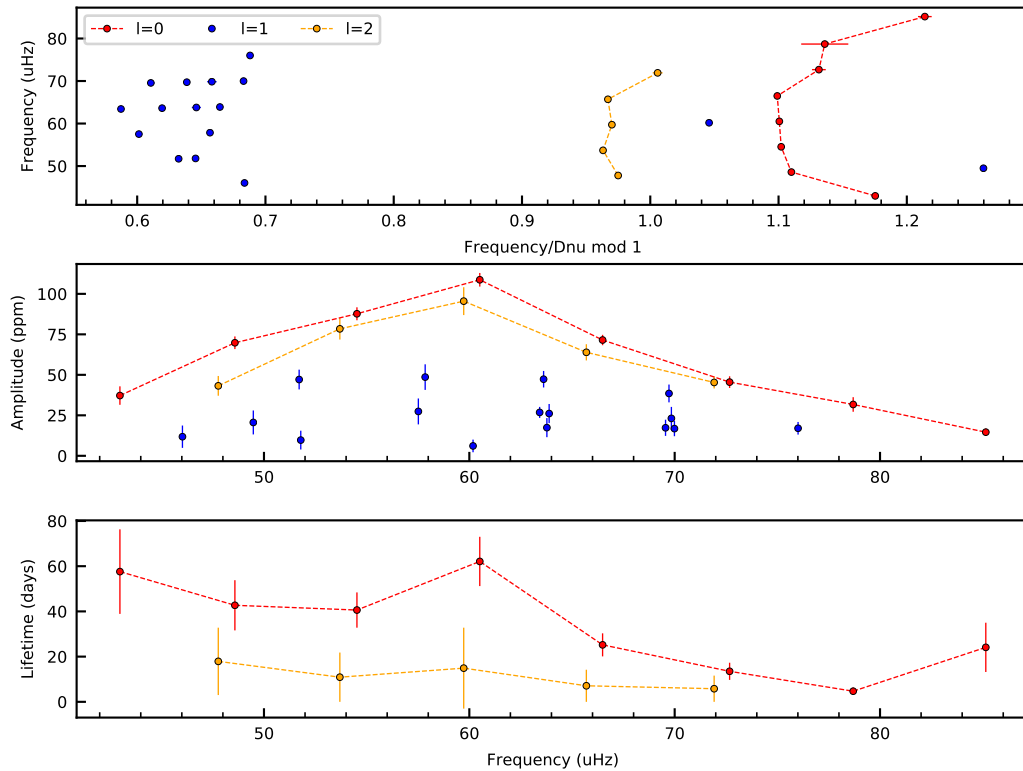 Frequency (uHz)
80
70
60
50
l=0 l=1 l=2
0.6 0.7 0.8 0.9 1.0 1.1 1.2
Frequency/Dnu mod 1
Amplitude (ppm)
100
75
50
25
0
50 60 70 80
Lifetime (days)
80
60
40
20
0
50 60 70 80
Frequency (uHz)